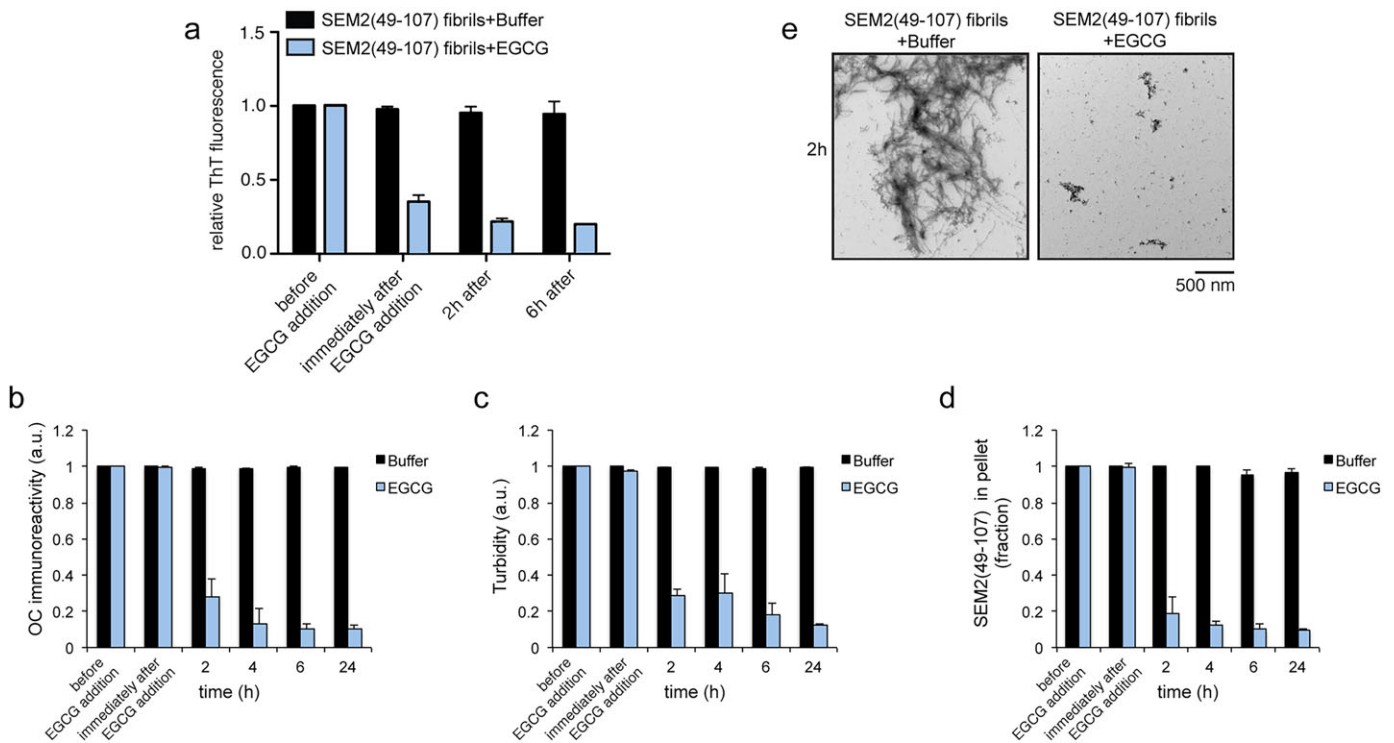 a
SEM2(49-107) fibrils+Buffer
SEM2(49-107) fibrils+EGCG
relative ThT fluorescence
1.5
1.0
0.5
0.0
before
EGCG addition
immediately after
EGCG addition
2h after
6h after
e
SEM2(49-107) fibrils
+Buffer
SEM2(49-107) fibrils
+EGCG
2h
500 nm
b
OC immunoreactivity (a.u.)
1.2
1
0.8
0.6
0.4
0.2
0
Buffer
EGCG
before
EGCG addition
immediately after
EGCG addition
2
4
6
24
time (h)
c
Turbidity (a.u.)
1.2
1
0.8
0.6
0.4
0.2
0
Buffer
EGCG
before
EGCG addition
immediately after
EGCG addition
2
4
6
24
time (h)
d
SEM2(49-107) in pellet
(fraction)
1.2
1
0.8
0.6
0.4
0.2
0
Buffer
EGCG
before
EGCG addition
immediately after
EGCG addition
2
4
6
24
time (h)